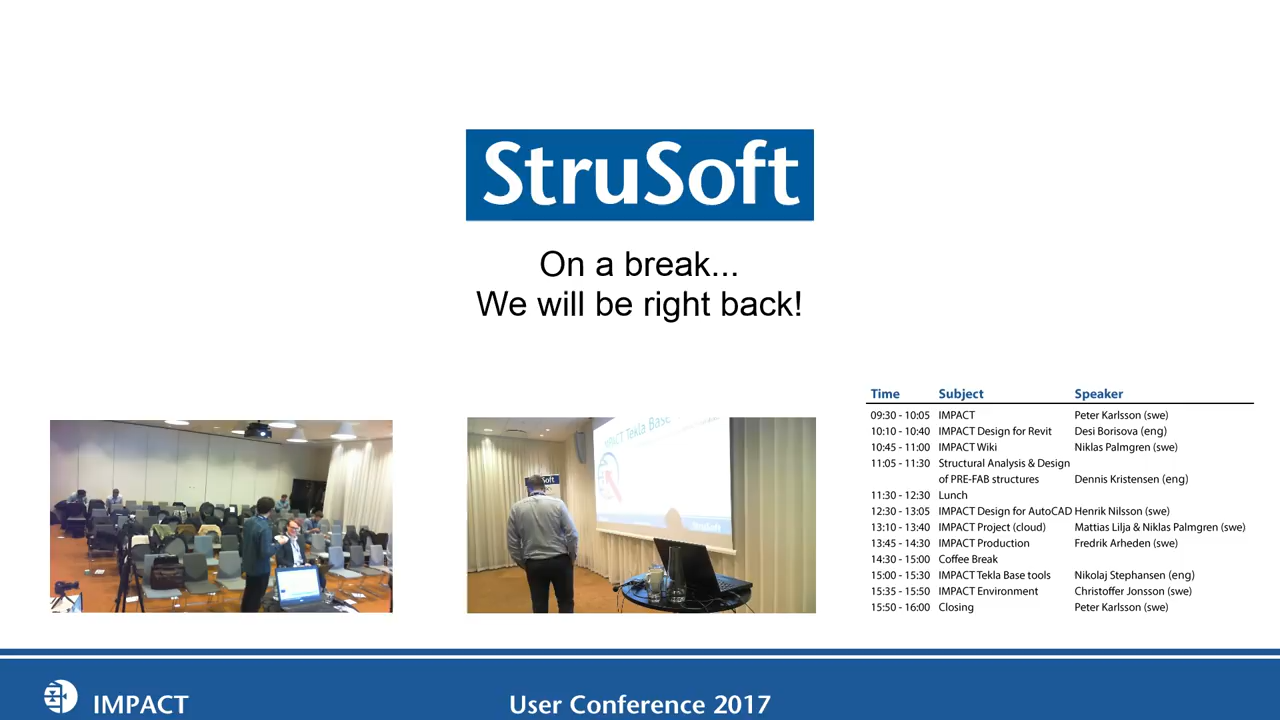 StruSoft
On a break...
We will be right back!
Time Subject Speaker
09:30 - 10:05 IMPACT Peter Karlsson (swe)
10:10 - 10:40 IMPACT Design for Revit Desi Borisova (eng)
10:45 - 11:00 IMPACT Wiki Niklas Palmgren (swe)
11:05 - 11:30 Structural Analysis & Design
of PRE-FAB structures Dennis Kristensen (eng)
11:30 - 12:30 Lunch
12:30 - 13:05 IMPACT Design for AutoCAD Henrik Nilsson (swe)
13:10 - 13:40 IMPACT Project (cloud) Mattias Lilja & Niklas Palmgren (swe)
13:45 - 14:30 IMPACT Production Fredrik Arheden (swe)
14:30 - 15:00 Coffee Break
15:00 - 15:30 IMPACT Tekla Base tools Nikolaj Stephansen (eng)
15:35 - 15:50 IMPACT Environment Christoffer Jonsson (swe)
15:50 - 16:00 Closing Peter Karlsson (swe)
IMPACT Tekla Base
Soft
StruSoft
IMPACT
User Conference 2017